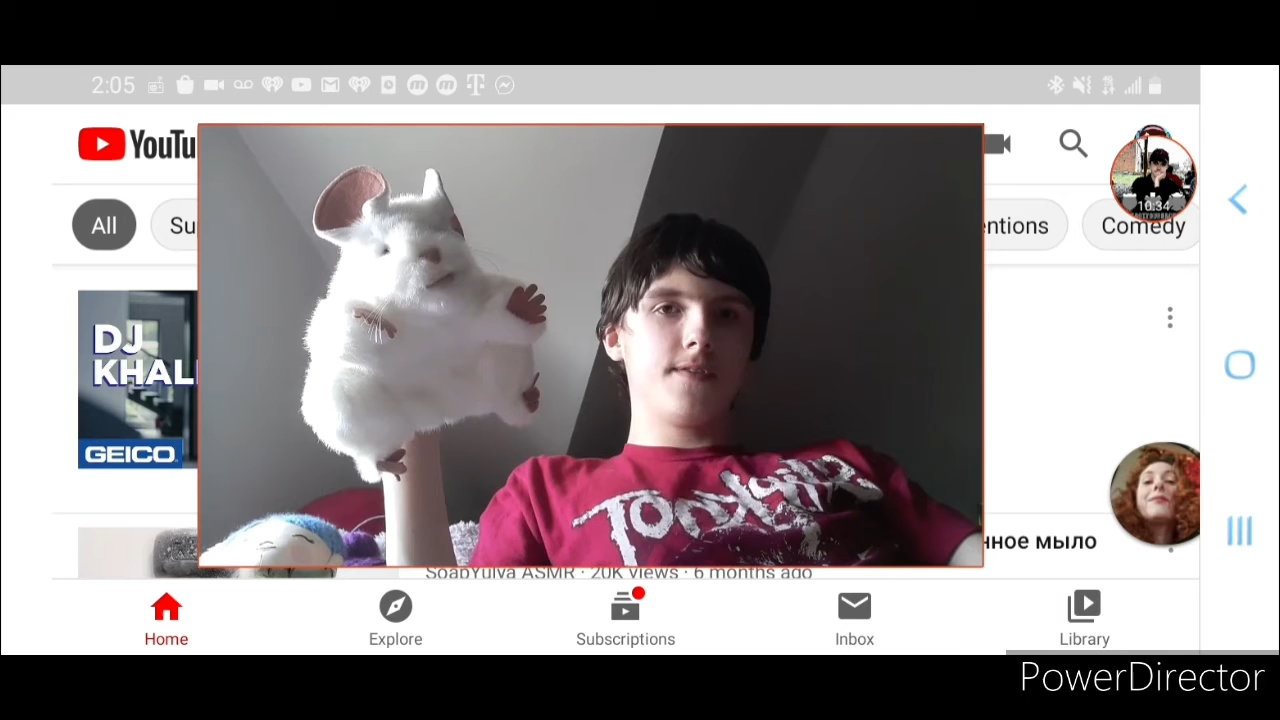 2:05
YouTu
10:34
All
Su
entions
Comedy
DJ
KHALI
GEICO
нное мыло
SoapYulya ASMR · 20K views · 6 months ago
Home
Explore
Subscriptions
Inbox
Library
PowerDirector